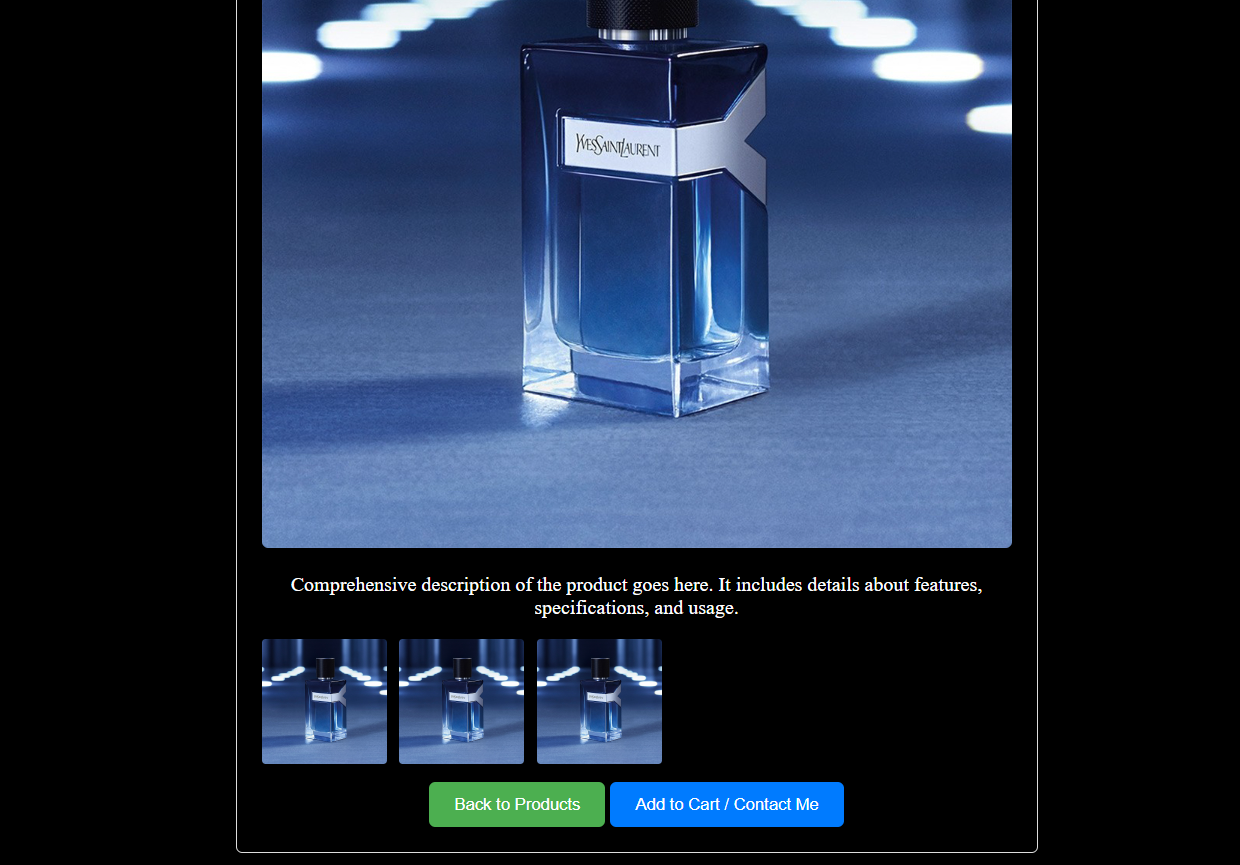 YVESSAINTLAURENT
Comprehensive description of the product goes here. It includes details about features,
specifications, and usage.
Back to Products
Add to Cart / Contact Me